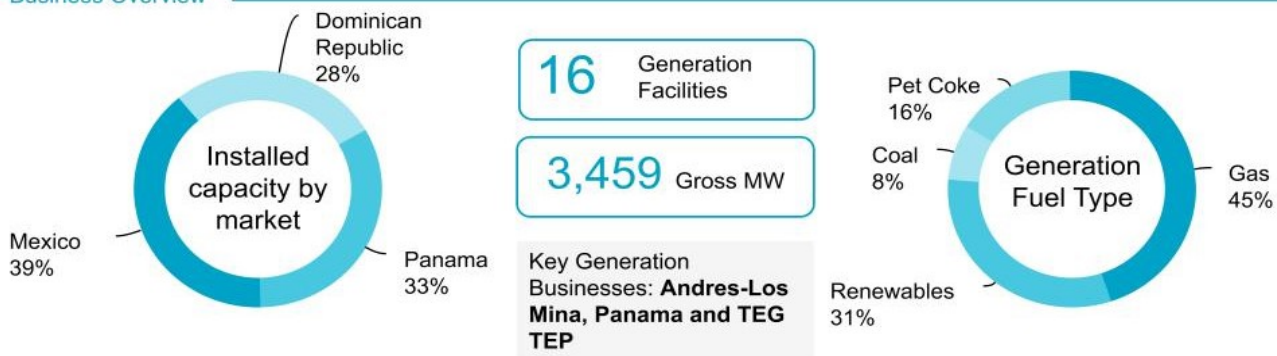 Business Overview
Dominican
Republic
28%
Installed
capacity by
market
Mexico
39%
Panama
33%
16
Generation
Facilities
3,459 Gross MW
Key Generation
Businesses: Andres-Los
Mina, Panama and TEG
TEP
Pet Coke
16%
Coal
8%
Generation
Fuel Type
Gas
45%
Renewables
31%